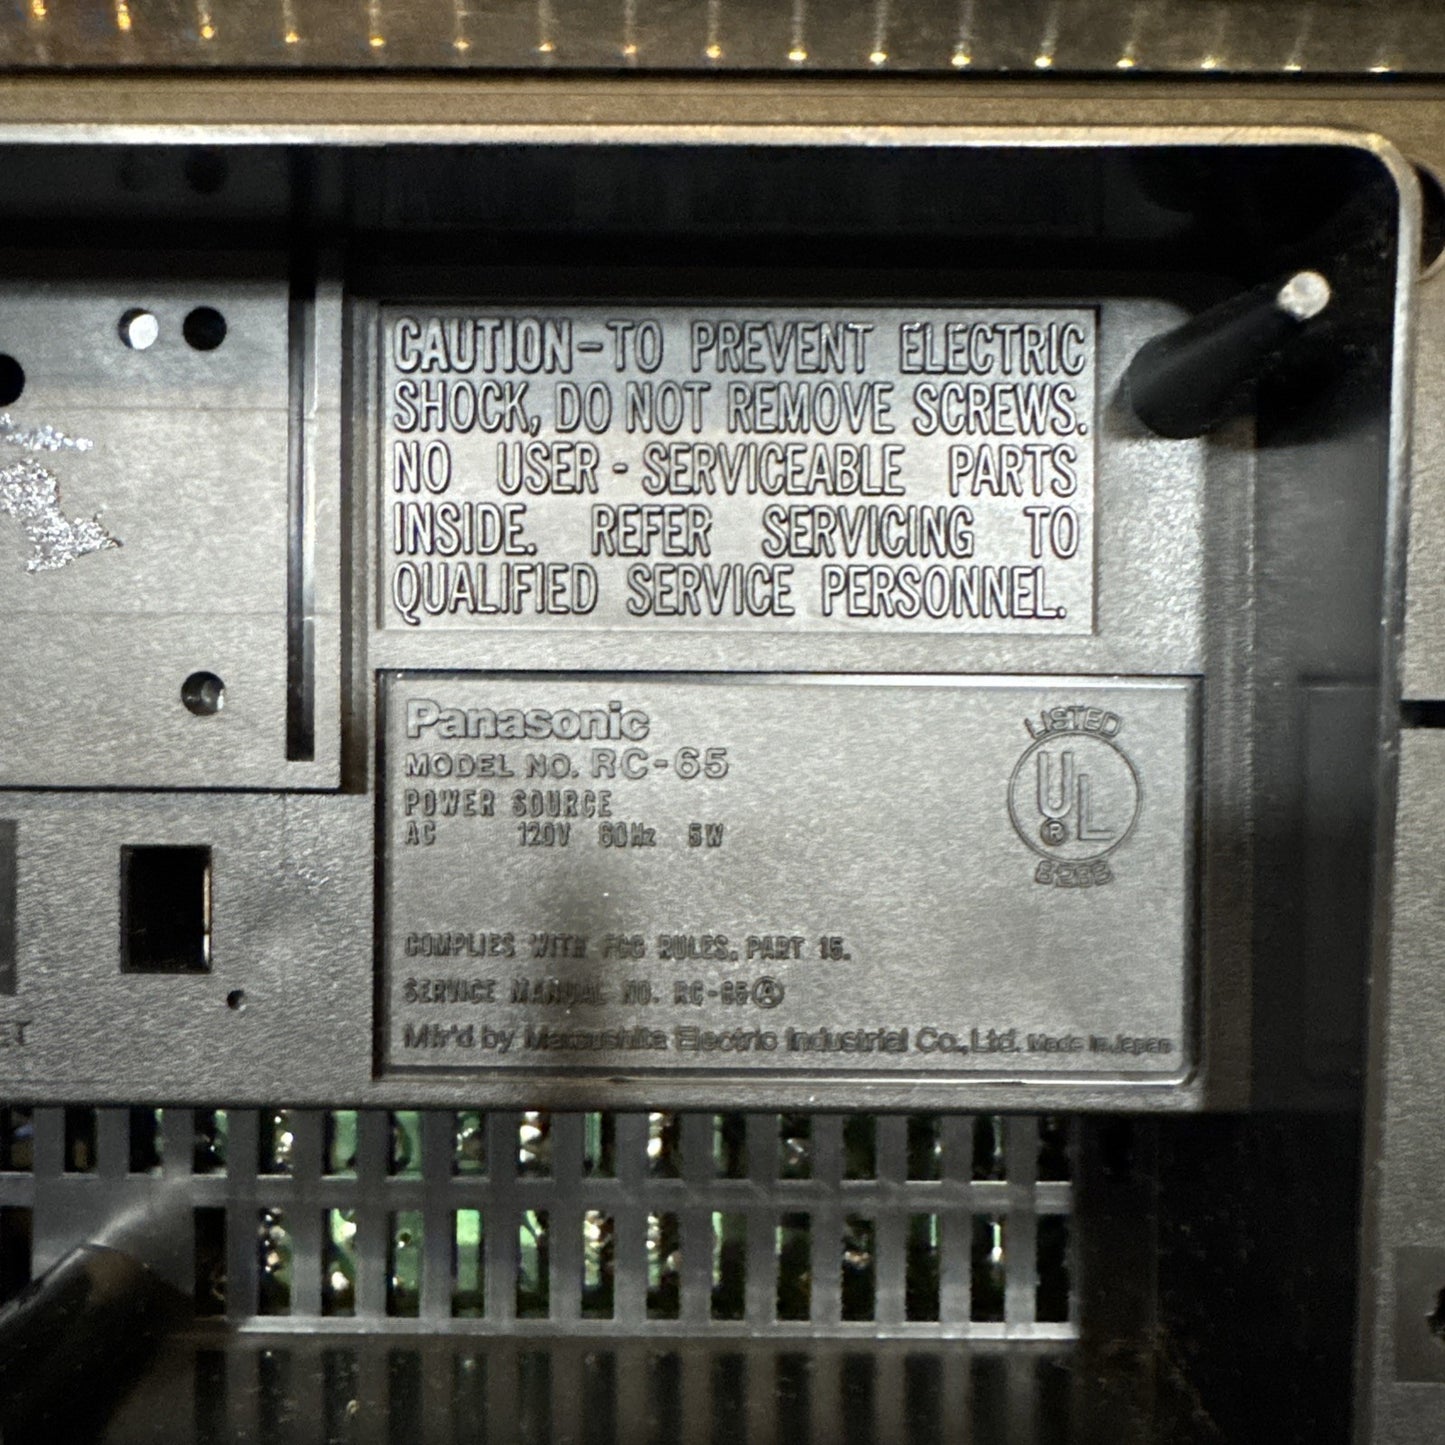 CAUTION-TO PREVENT ELECTRIC
SHOCK, DO NOT REMOVE SCREWS.
NO USER-SERVICEABLE PARTS
INSIDE. REFER SERVICING TO
QUALIFIED SERVICE PERSONNEL.
Panasonic
MODEL NO. RC-65
POWER SOURCE
AC 120V 60Hz 5W
LISTED
UL
®
COMPLIES WITH FCC RULES, PART 15.
SERVICE MANUAL NO. RC-65Ⓐ
Mfr'd by Matsushita Electric Industrial Co., Ltd. Made in Japan